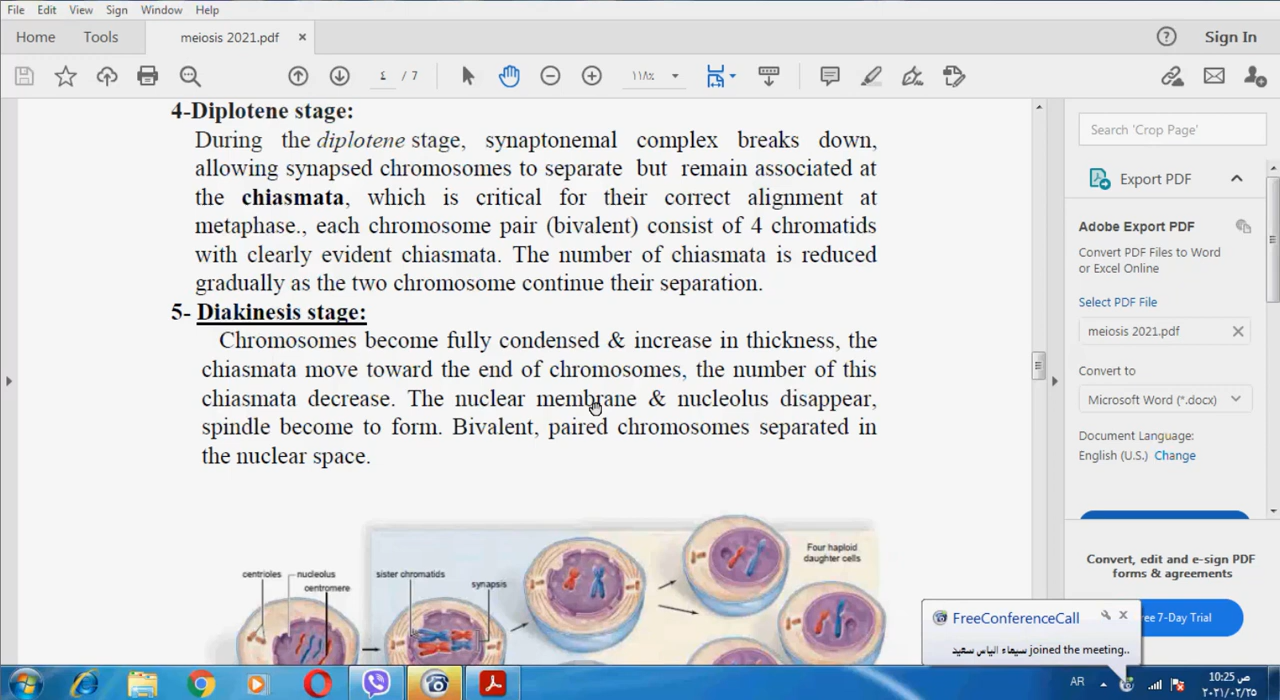 File Edit View Sign Window Help
Home Tools meiosis 2021.pdf × Sign In
٤ / 7 ١١٨٪
4-Diplotene stage:
During the diplotene stage, synaptonemal complex breaks down,
allowing synapsed chromosomes to separate but remain associated at
the chiasmata, which is critical for their correct alignment at
metaphase., each chromosome pair (bivalent) consist of 4 chromatids
with clearly evident chiasmata. The number of chiasmata is reduced
gradually as the two chromosome continue their separation.
5- Diakinesis stage:
Chromosomes become fully condensed & increase in thickness, the
chiasmata move toward the end of chromosomes, the number of this
chiasmata decrease. The nuclear membrane & nucleolus disappear,
spindle become to form. Bivalent, paired chromosomes separated in
the nuclear space.
centrioles nucleolus
centromere
sister chromatids
synapsis
Four haploid
daughter cells
Search 'Crop Page'
Export PDF
Adobe Export PDF
Convert PDF Files to Word
or Excel Online
Select PDF File
meiosis 2021.pdf
Convert to
Microsoft Word (*.docx)
Document Language:
English (U.S.) Change
Convert, edit and e-sign PDF
forms & agreements
7-Day Trial
FreeConferenceCall
سيماء الياس سعيد joined the meeting..
AR
10:25 ص
٢٠٢١/٠٢/٢٥